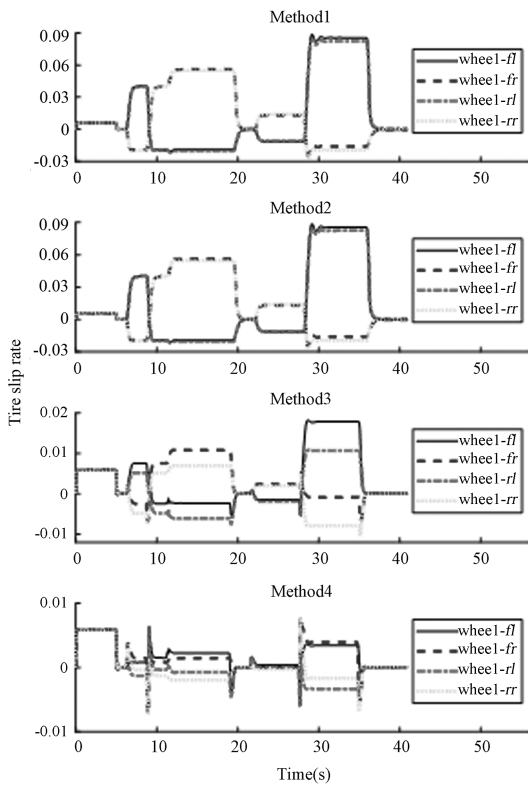 Method1
0.09
0.06
0.03
0
-0.03
0 10 20 30 40 50
whee1-fl
whee1-fr
whee1-rl
whee1-rr
Method2
0.09
0.06
0.03
0
-0.03
0 10 20 30 40 50
whee1-fl
whee1-fr
whee1-rl
whee1-rr
Tire slip rate
Method3
0.02
0.01
0
-0.01
0 10 20 30 40 50
whee1-fl
whee1-fr
whee1-rl
whee1-rr
Method4
0.01
0
-0.01
0 10 20 30 40 50
whee1-fl
whee1-fr
whee1-rl
whee1-rr
Time(s)